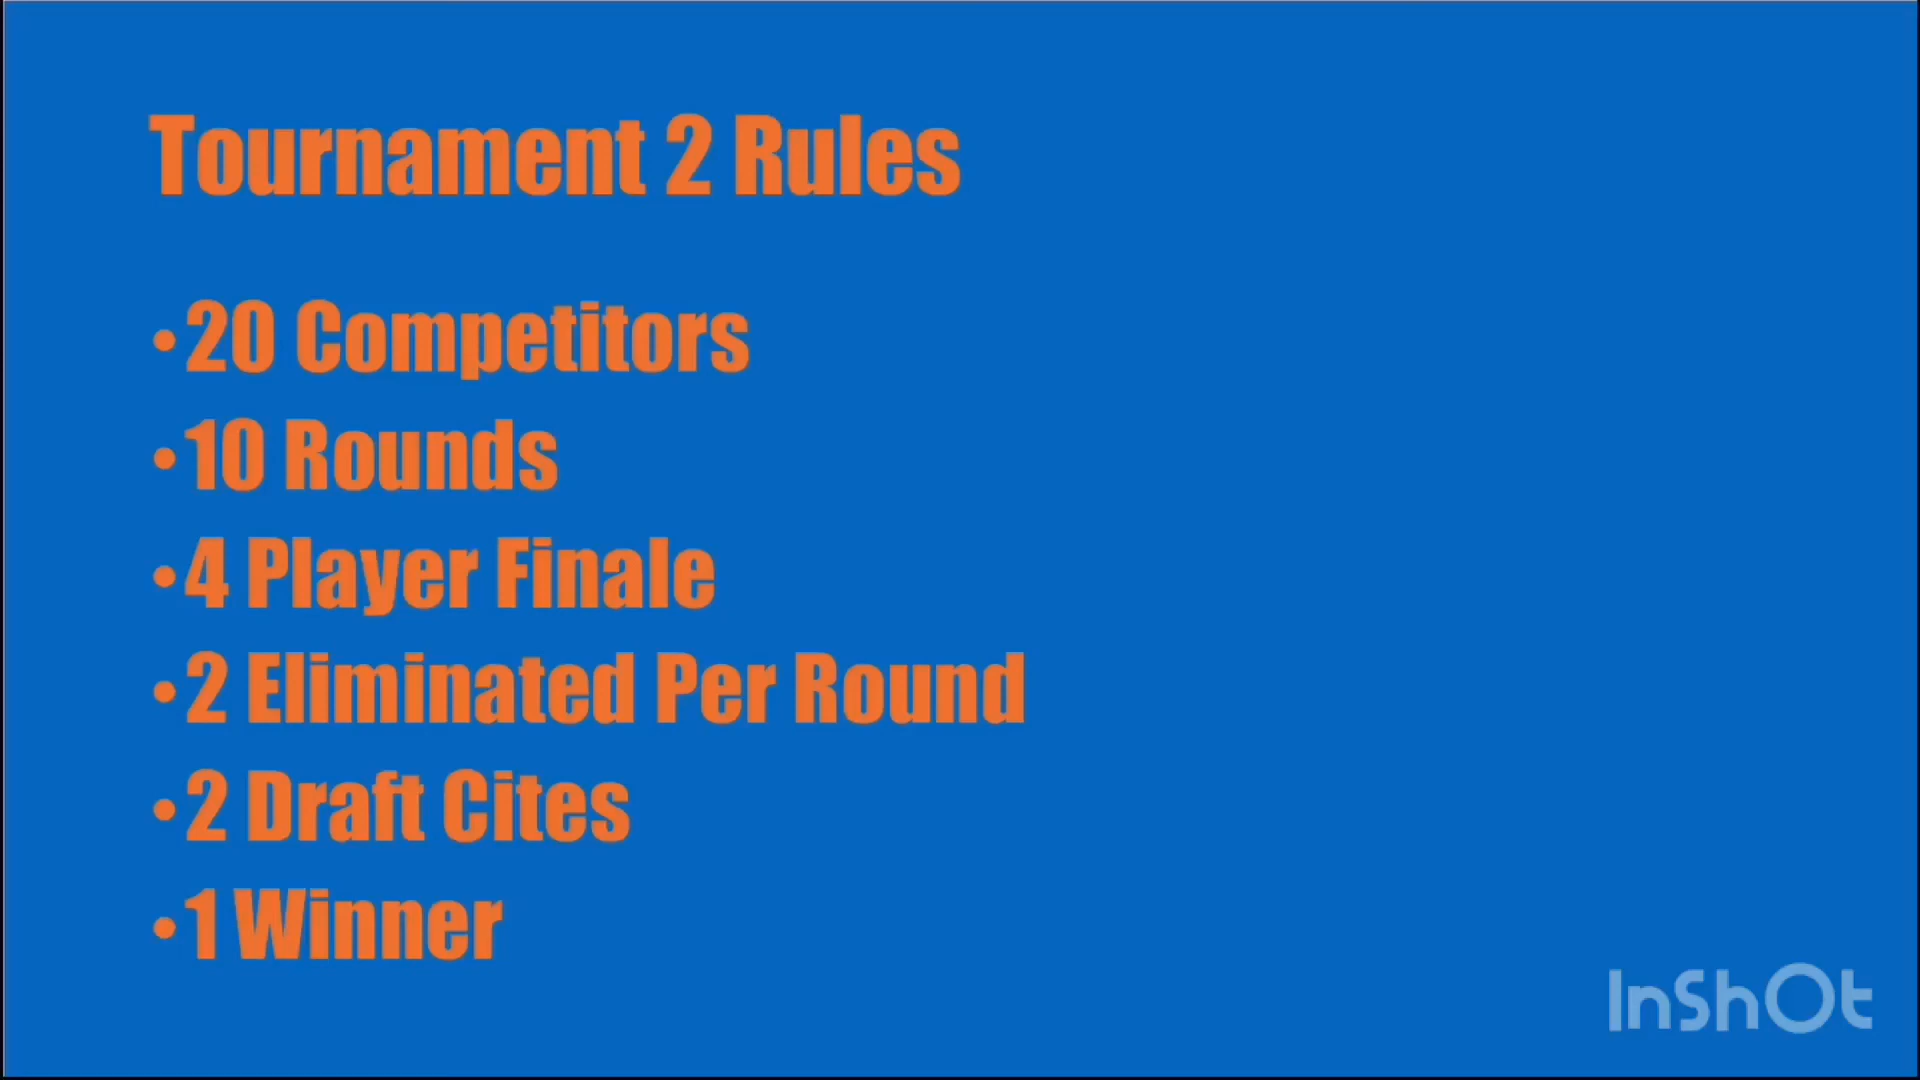 Tournament 2 Rules
•20 Competitors
•10 Rounds
•4 Player Finale
•2 Eliminated Per Round
•2 Draft Cites
•1 Winner
InShOt